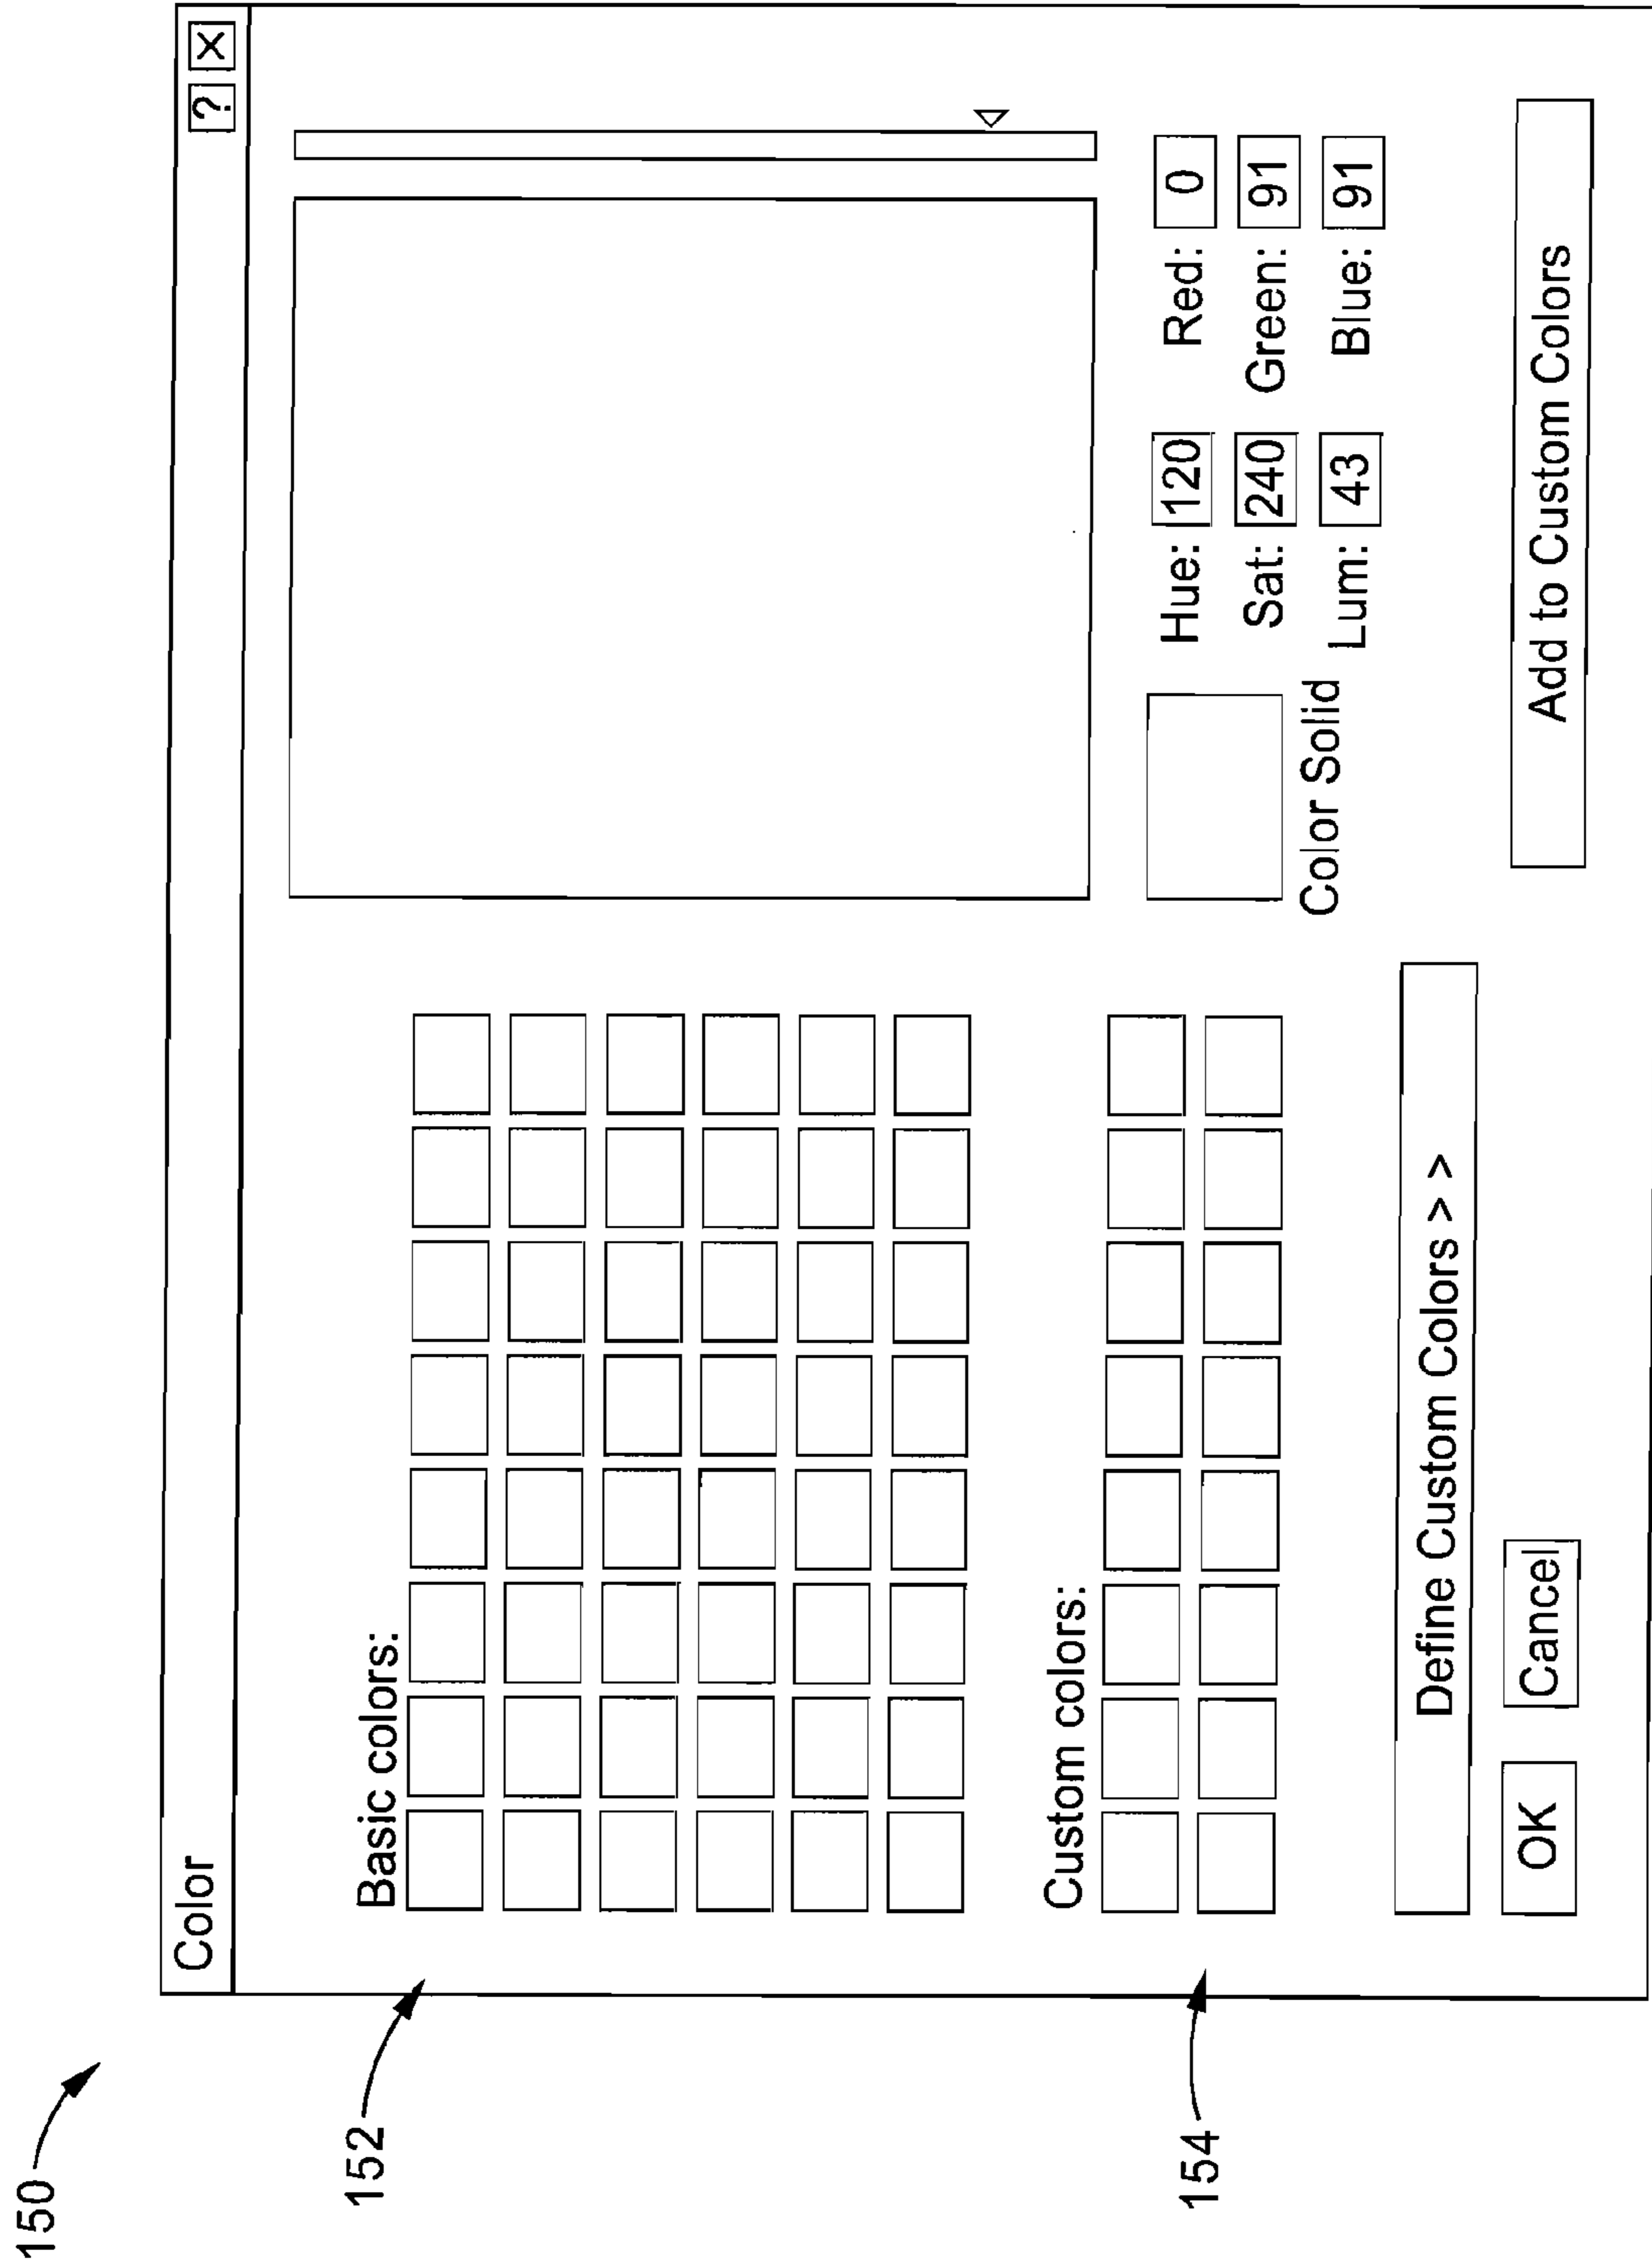 150
Color ? X
152
Basic colors:
154
Custom colors:
Define Custom Colors > >
OK Cancel
Color Solid
Hue: 120 Red: 0
Sat: 240 Green: 91
Lum: 43 Blue: 91
Add to Custom Colors